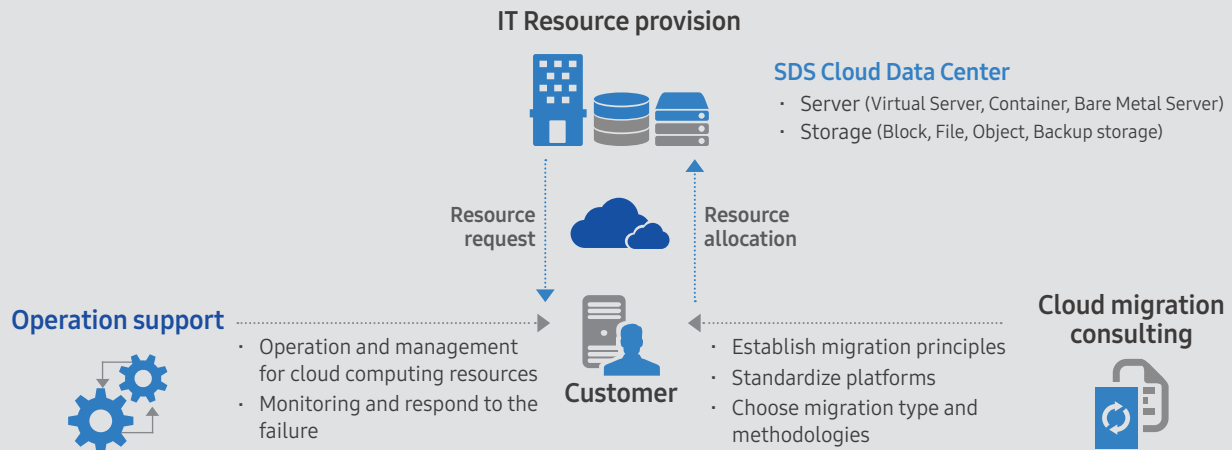 IT Resource provision
SDS Cloud Data Center
· Server (Virtual Server, Container, Bare Metal Server)
· Storage (Block, File, Object, Backup storage)
Resource
request
Resource
allocation
Operation support
· Operation and management
for cloud computing resources
· Monitoring and respond to the
failure
Customer
Cloud migration
consulting
· Establish migration principles
· Standardize platforms
· Choose migration type and
methodologies